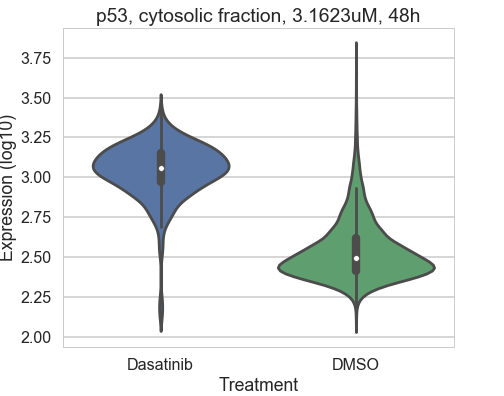 p53, cytosolic fraction, 3.1623uM, 48h
Expression (log10)
3.75
3.50
3.25
3.00
2.75
2.50
2.25
2.00
Dasatinib
DMSO
Treatment